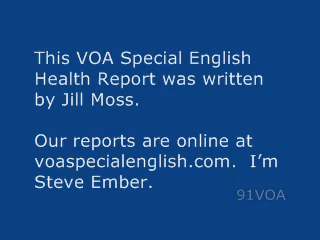 This VOA Special English
Health Report was written
by Jill Moss.
Our reports are online at
voaspecialenglish.com.  I’m
Steve Ember.
91VOA